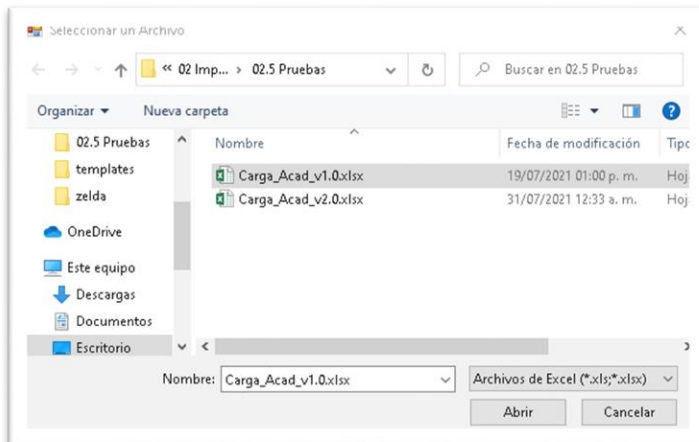 Seleccionar un Archivo
« 02 Imp... › 02.5 Pruebas
Buscar en 02.5 Pruebas
Organizar
Nueva carpeta
02.5 Pruebas
templates
zelda
OneDrive
Este equipo
Descargas
Documentos
Escritorio
Nombre Fecha de modificación Tipc
Carga_Acad_v1.0.xlsx 19/07/2021 01:00 p. m. Hoj
Carga_Acad_v2.0.xlsx 31/07/2021 12:33 a. m. Hoj
Nombre: Carga_Acad_v1.0.xlsx Archivos de Excel (*.xls;*.xlsx)
Abrir Cancelar